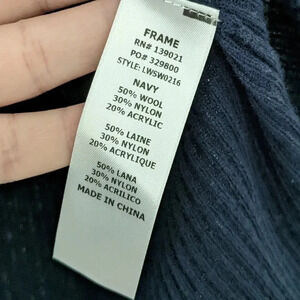 FRAME
RN# 139021
PO# 329800
STYLE: LWSW0216
NAVY
50% WOOL
30% NYLON
20% ACRYLIC
50% LAINE
30% NYLON
20% ACRYLIQUE
50% LANA
30% NYLON
20% ACRILICO
MADE IN CHINA